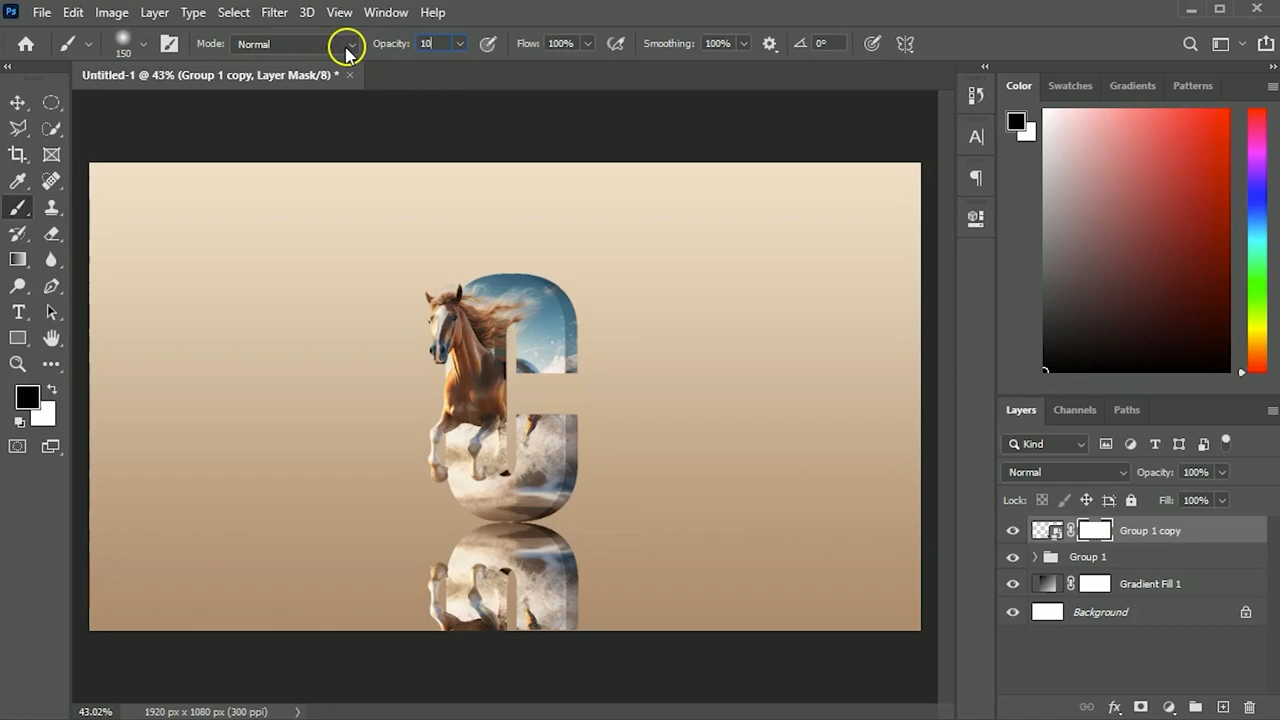 Ps File Edit Image Layer Type Select Filter 3D View Window Help
150 Mode: Normal Opacity: 10 Flow: 100% Smoothing: 100% 0°
Untitled-1 @ 43% (Group 1 copy, Layer Mask/8) *
Color Swatches Gradients Patterns
C
Layers Channels Paths
Kind
Normal Opacity: 100%
Lock: Fill: 100%
Group 1 copy
Group 1
Gradient Fill 1
Background
43.02% 1920 px x 1080 px (300 ppi)